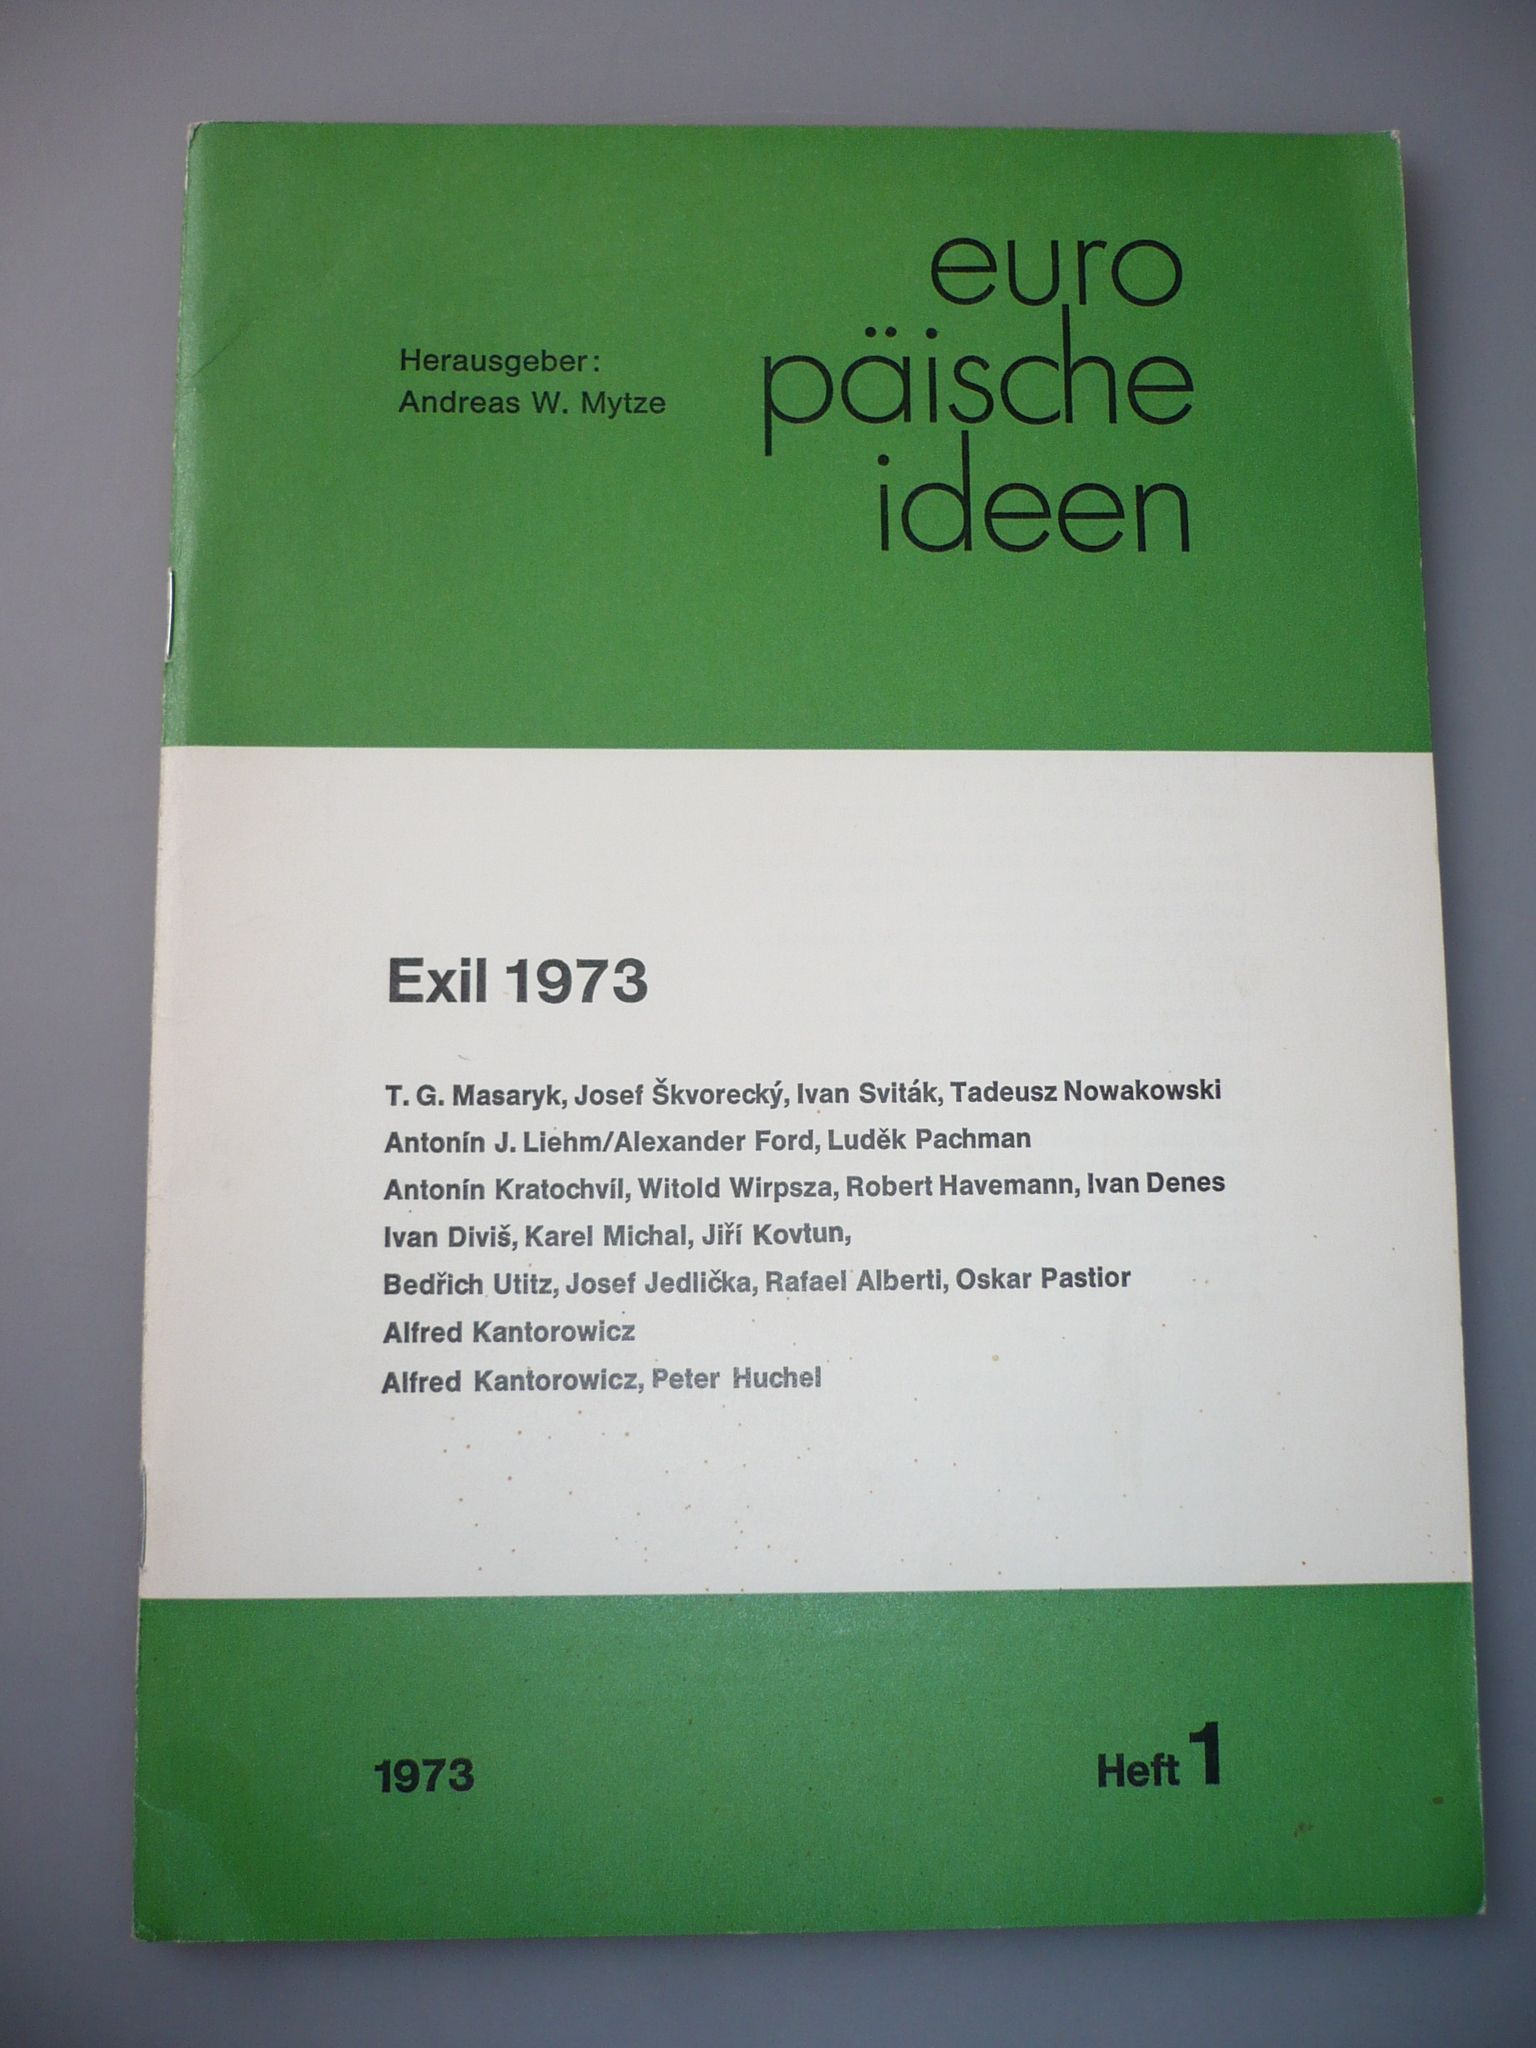 euro
päische
ideen
Herausgeber:
Andreas W. Mytze
Exil 1973
T. G. Masaryk, Josef Škvorecký, Ivan Sviták, Tadeusz Nowakowski
Antonín J. Liehm/Alexander Ford, Luděk Pachman
Antonín Kratochvíl, Witold Wirpsza, Robert Havemann, Ivan Denes
Ivan Diviš, Karel Michal, Jiří Kovtun,
Bedřich Utitz, Josef Jedlička, Rafael Alberti, Oskar Pastior
Alfred Kantorowicz
Alfred Kantorowicz, Peter Huchel
1973
Heft 1